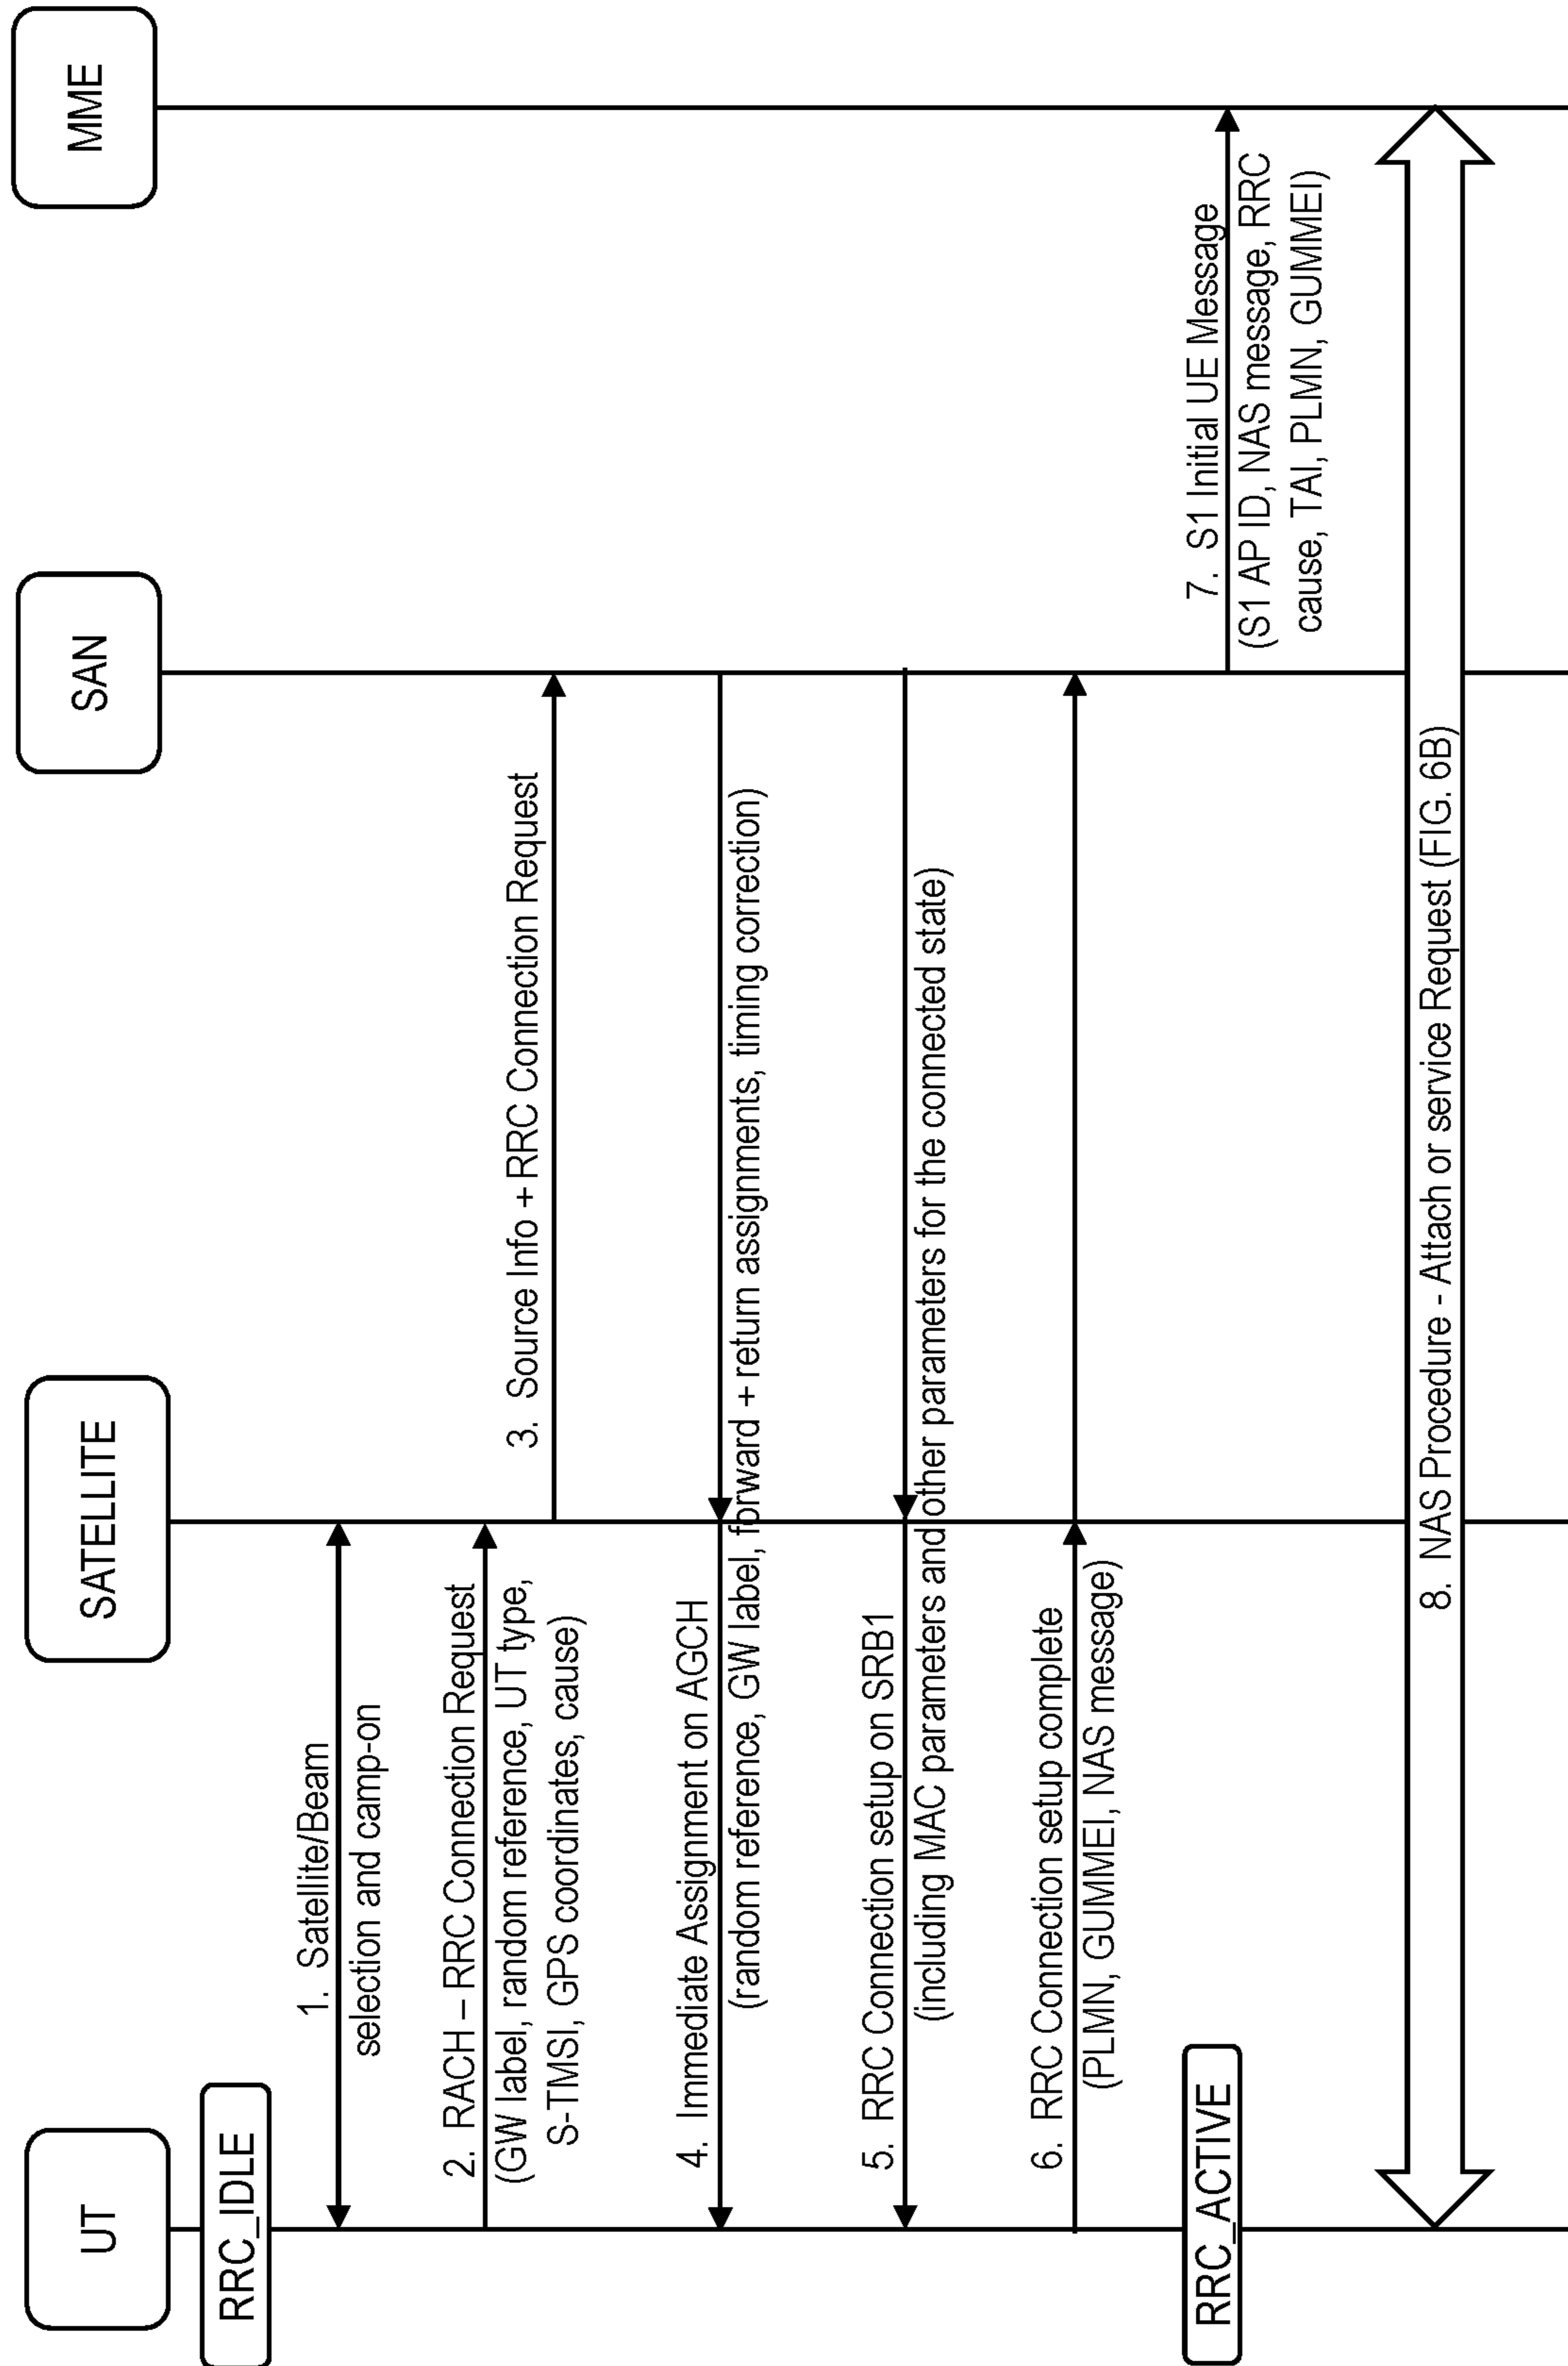 UT
SATELLITE
SAN
MME
RRC_IDLE
1. Satellite/Beam
selection and camp-on
2. RACH – RRC Connection Request
(GW label, random reference, UT type,
S-TMSI, GPS coordinates, cause)
3. Source Info + RRC Connection Request
4. Immediate Assignment on AGCH
(random reference, GW label, forward + return assignments, timing correction)
5. RRC Connection setup on SRB1
(including MAC parameters and other parameters for the connected state)
6. RRC Connection setup complete
(PLMN, GUMMEI, NAS message)
RRC_ACTIVE
7. S1 Initial UE Message
(S1 AP ID, NAS message, RRC
cause, TAI, PLMN, GUMMEI)
8. NAS Procedure - Attach or service Request (FIG. 6B)